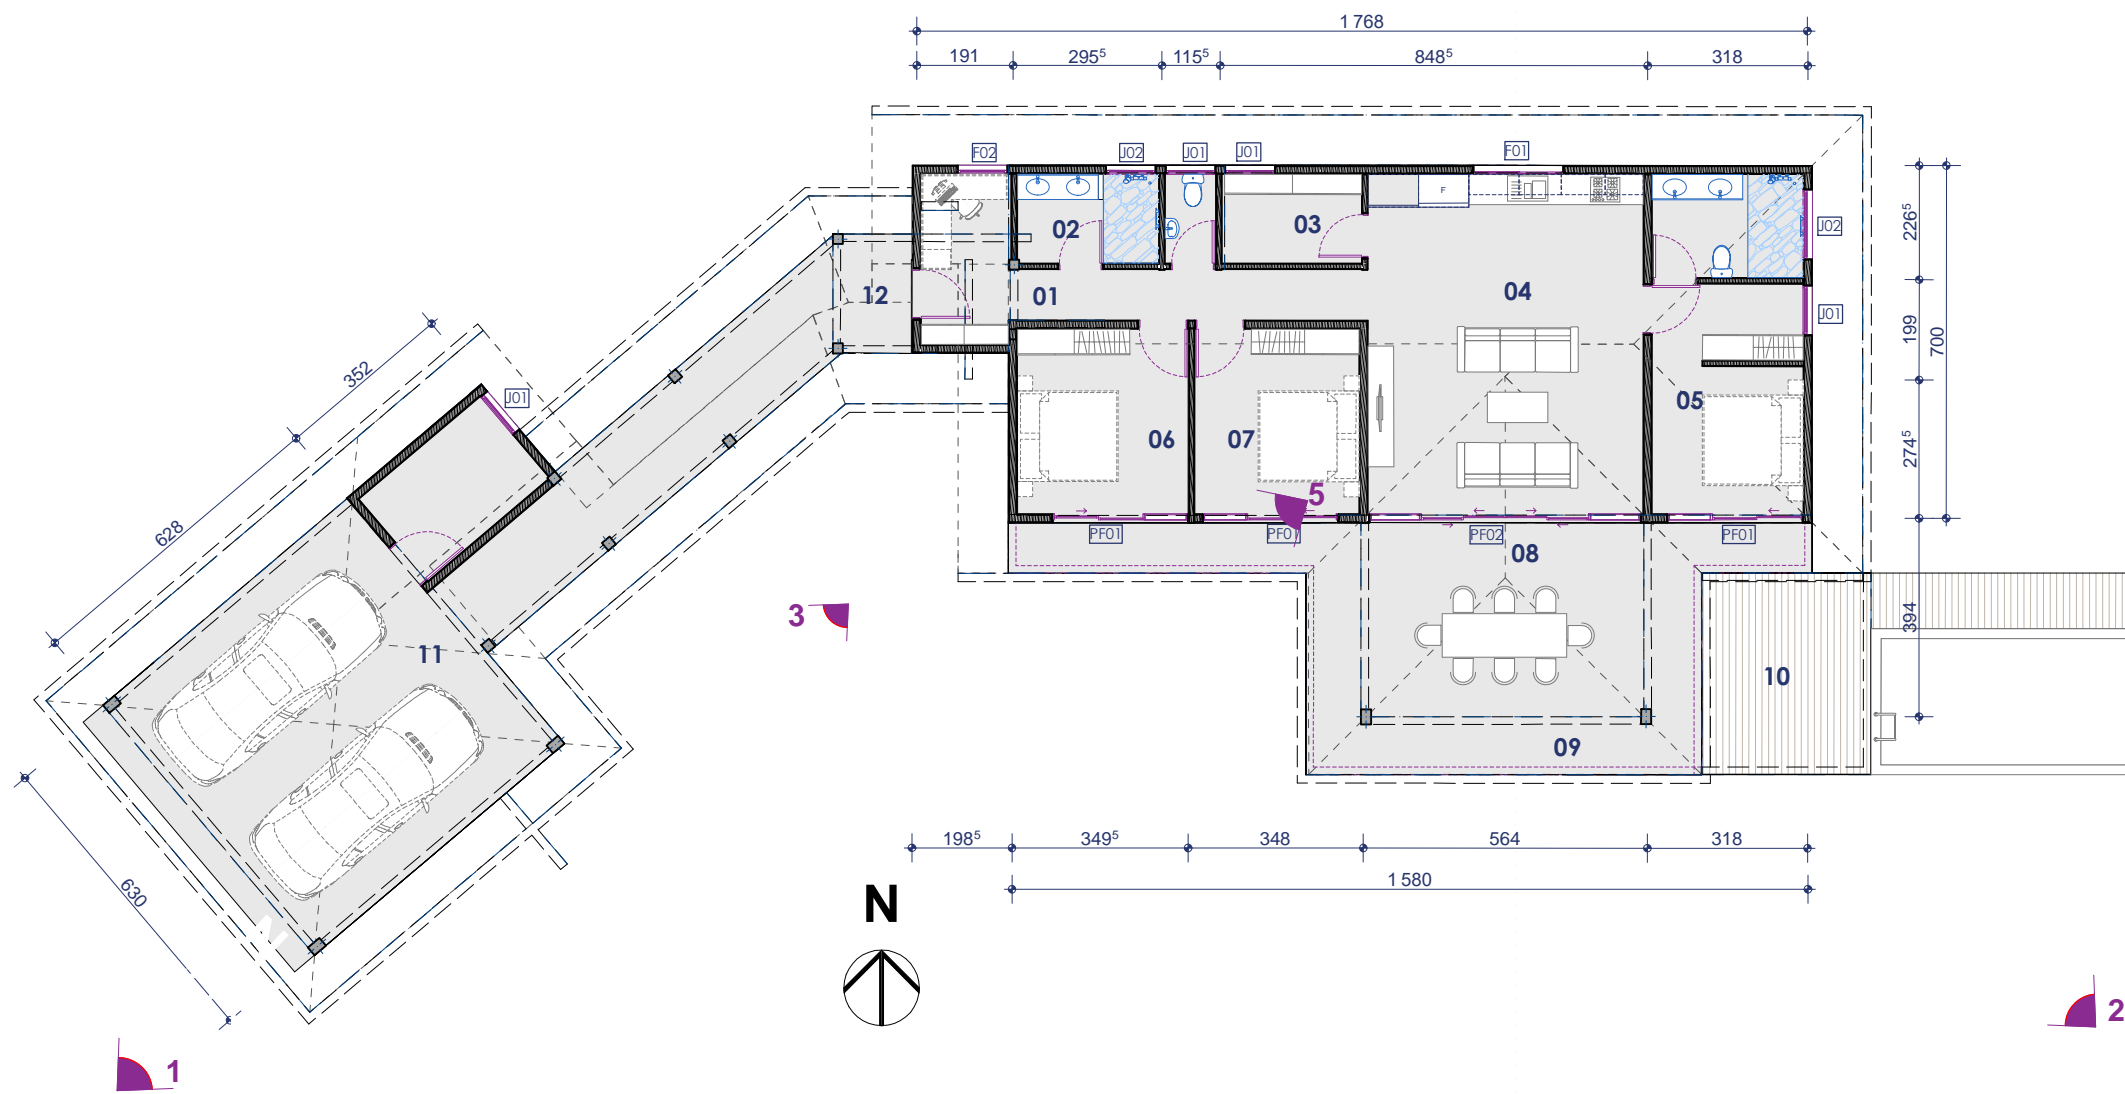 1 768
191 295⁵ 115⁵ 848⁵ 318
F02 J02 J01 J01 F01
F
02 03
J02
226⁵
12 01 04
J01
199
700
352
J01
05
06 07
274⁵
5
628
PF01 PF01 PF02 PF01
08
3
394
11
10
09
198⁵ 349⁵ 348 564 318
1 580
630
N
N
2
1